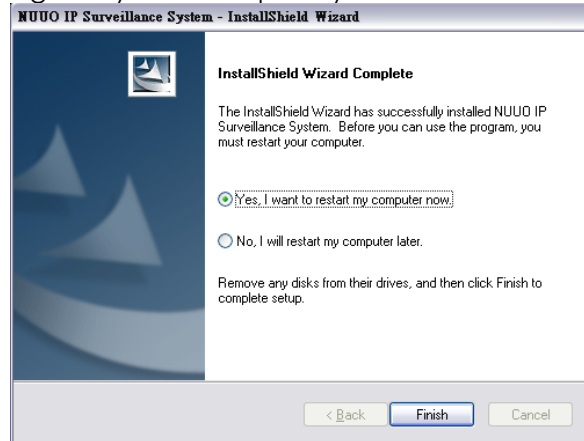 NUUO IP Surveillance System - InstallShield Wizard
InstallShield Wizard Complete
The InstallShield Wizard has successfully installed NUUO IP
Surveillance System. Before you can use the program, you
must restart your computer.
Yes, I want to restart my computer now.
No, I will restart my computer later.
Remove any disks from their drives, and then click Finish to
complete setup.
< Back Finish Cancel